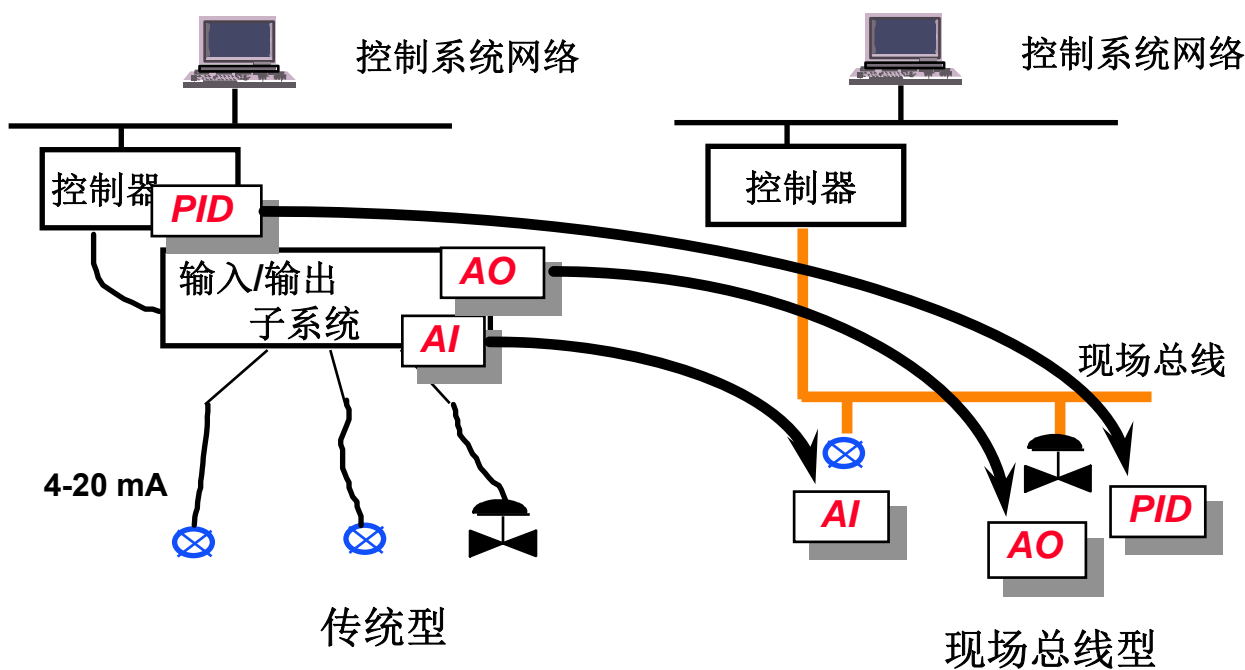 控制系统网络
控制器
PID
输入/输出
子系统
AO
AI
4-20 mA
传统型
控制系统网络
控制器
现场总线
AI
AO
PID
现场总线型